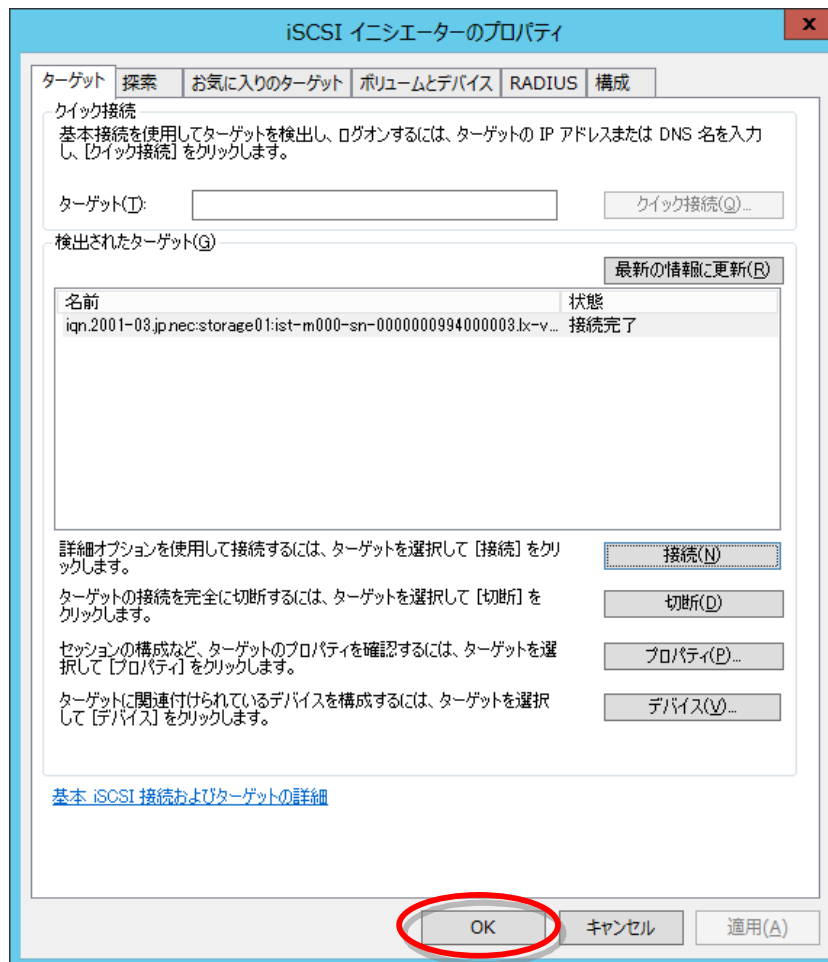 iSCSI イニシエーターのプロパティ
x
ターゲット 探索 お気に入りのターゲット ボリュームとデバイス RADIUS 構成
クイック接続
基本接続を使用してターゲットを検出し、ログオンするには、ターゲットの IP アドレスまたは DNS 名を入力
し、[クイック接続] をクリックします。
ターゲット(T): クイック接続(Q)...
検出されたターゲット(G)
最新の情報に更新(R)
名前 状態
iqn.2001-03.jp.nec:storage01:ist-m000-sn-0000000994000003.lx-v... 接続完了
詳細オプションを使用して接続するには、ターゲットを選択して [接続] をクリ
ックします。
接続(N)
ターゲットの接続を完全に切断するには、ターゲットを選択して [切断] を
クリックします。
切断(D)
セッションの構成など、ターゲットのプロパティを確認するには、ターゲットを選
択して [プロパティ] をクリックします。
プロパティ(P)...
ターゲットに関連付けられているデバイスを構成するには、ターゲットを選択
して [デバイス] をクリックします。
デバイス(V)...
基本 iSCSI 接続およびターゲットの詳細
OK キャンセル 適用(A)